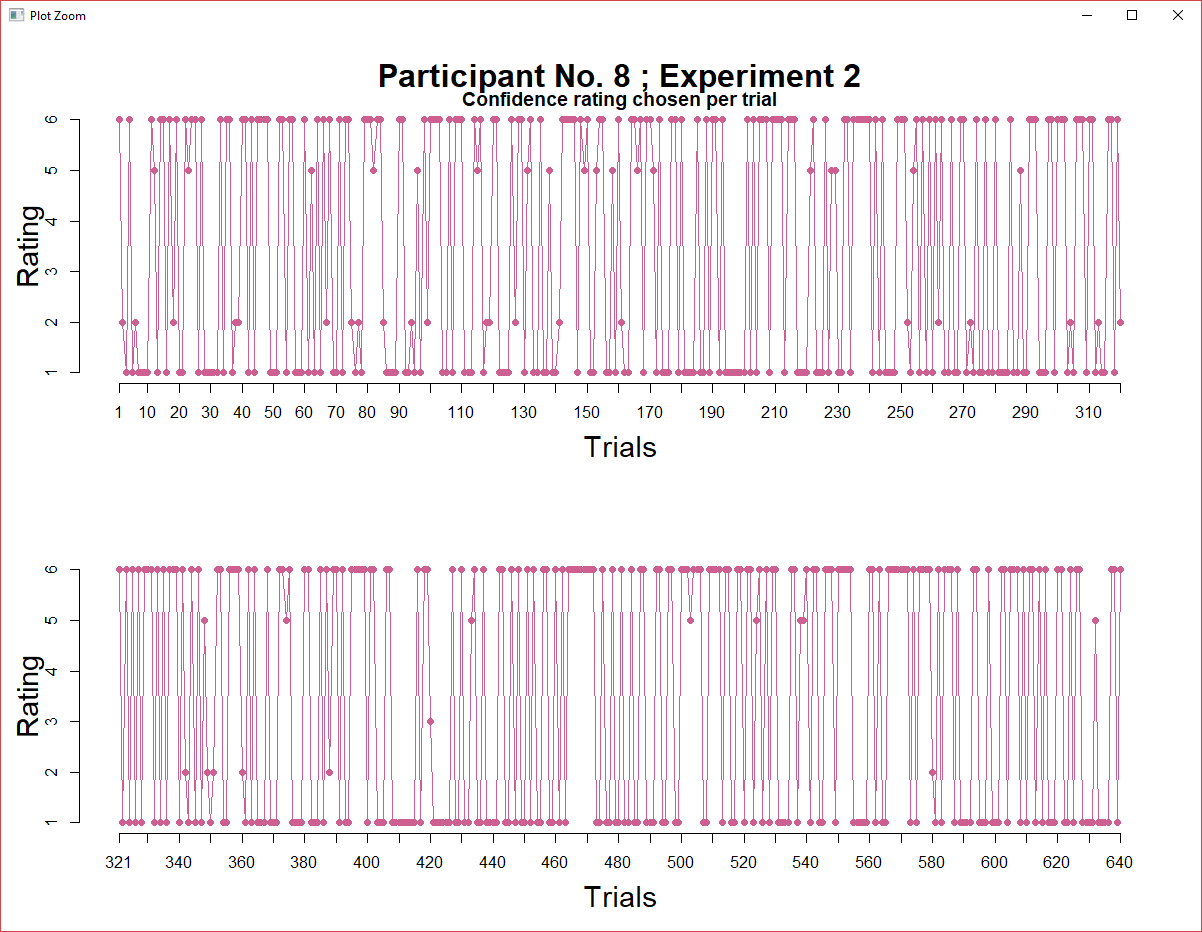 Plot Zoom
Participant No. 8 ; Experiment 2
Confidence rating chosen per trial
Rating
6
5
4
3
2
1
1 10 20 30 40 50 60 70 80 90 110 130 150 170 190 210 230 250 270 290 310
Trials
Rating
6
5
4
3
2
1
321 340 360 380 400 420 440 460 480 500 520 540 560 580 600 620 640
Trials